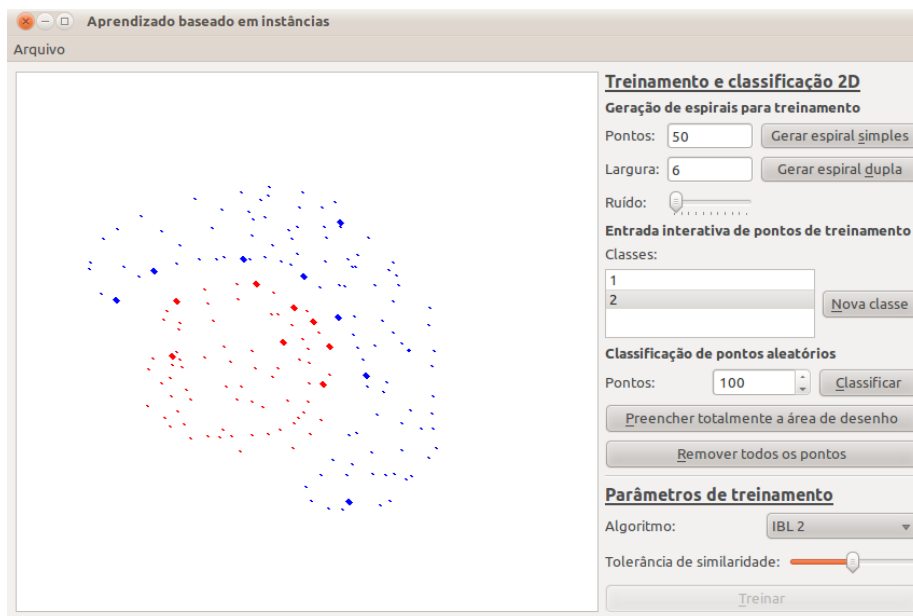 Aprendizado baseado em instâncias
Arquivo
Treinamento e classificação 2D
Geração de espirais para treinamento
Pontos: 50 Gerar espiral simples
Largura: 6 Gerar espiral dupla
Ruído:
Entrada interativa de pontos de treinamento
Classes:
1
2
Nova classe
Classificação de pontos aleatórios
Pontos: 100 Classificar
Preencher totalmente a área de desenho
Remover todos os pontos
Parâmetros de treinamento
Algoritmo: IBL 2
Tolerância de similaridade:
Treinar